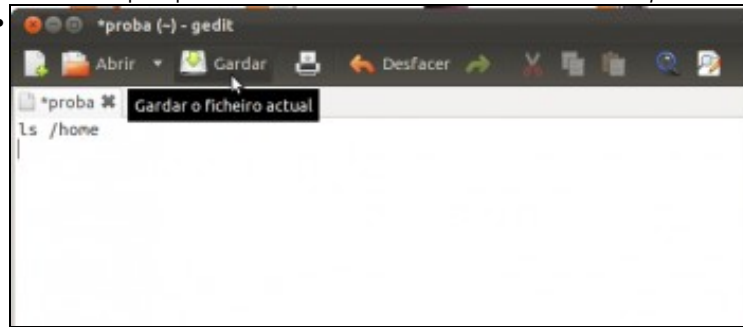 *proba (~) - gedit
Abrir Gardar Desfacer
*proba
Gardar o ficheiro actual
ls /home